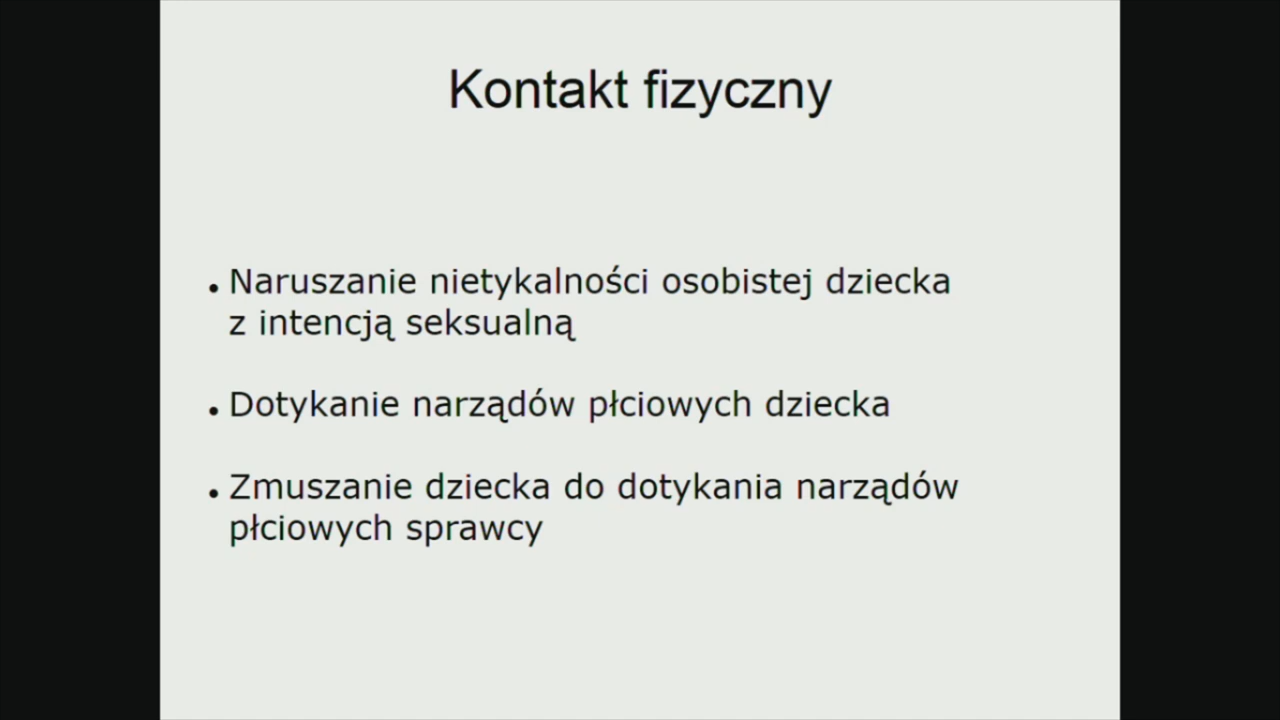 Kontakt fizyczny
• Naruszanie nietykalności osobistej dziecka
z intencją seksualną
• Dotykanie narządów płciowych dziecka
• Zmuszanie dziecka do dotykania narządów
płciowych sprawcy